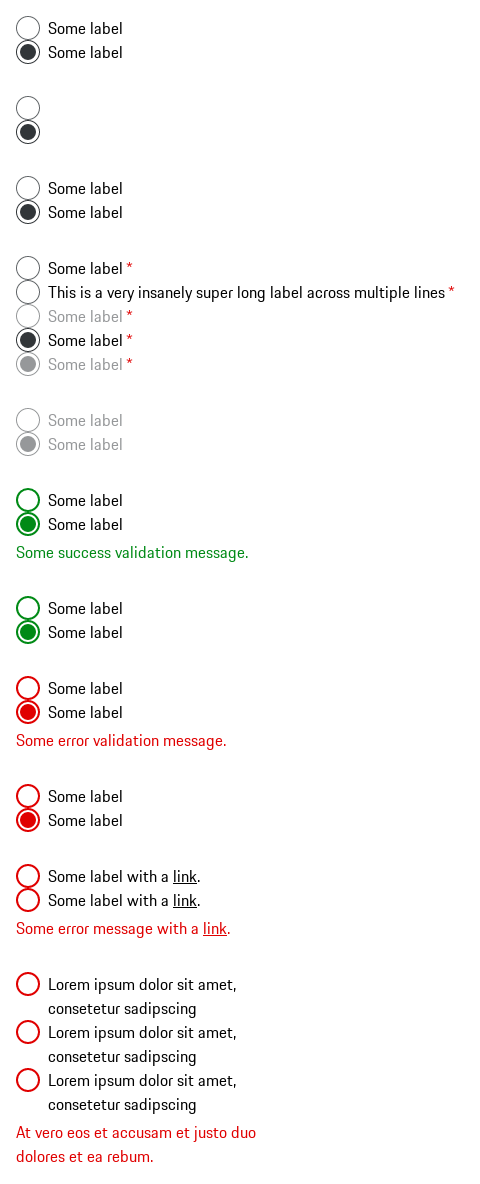 Some label
Some label
Some label
Some label
Some label *
This is a very insanely super long label across multiple lines *
Some label *
Some label *
Some label *
Some label
Some label
Some label
Some label
Some success validation message.
Some label
Some label
Some label
Some label
Some error validation message.
Some label
Some label
Some label with a link.
Some label with a link.
Some error message with a link.
Lorem ipsum dolor sit amet,
consetetur sadipscing
Lorem ipsum dolor sit amet,
consetetur sadipscing
Lorem ipsum dolor sit amet,
consetetur sadipscing
At vero eos et accusam et justo duo
dolores et ea rebum.